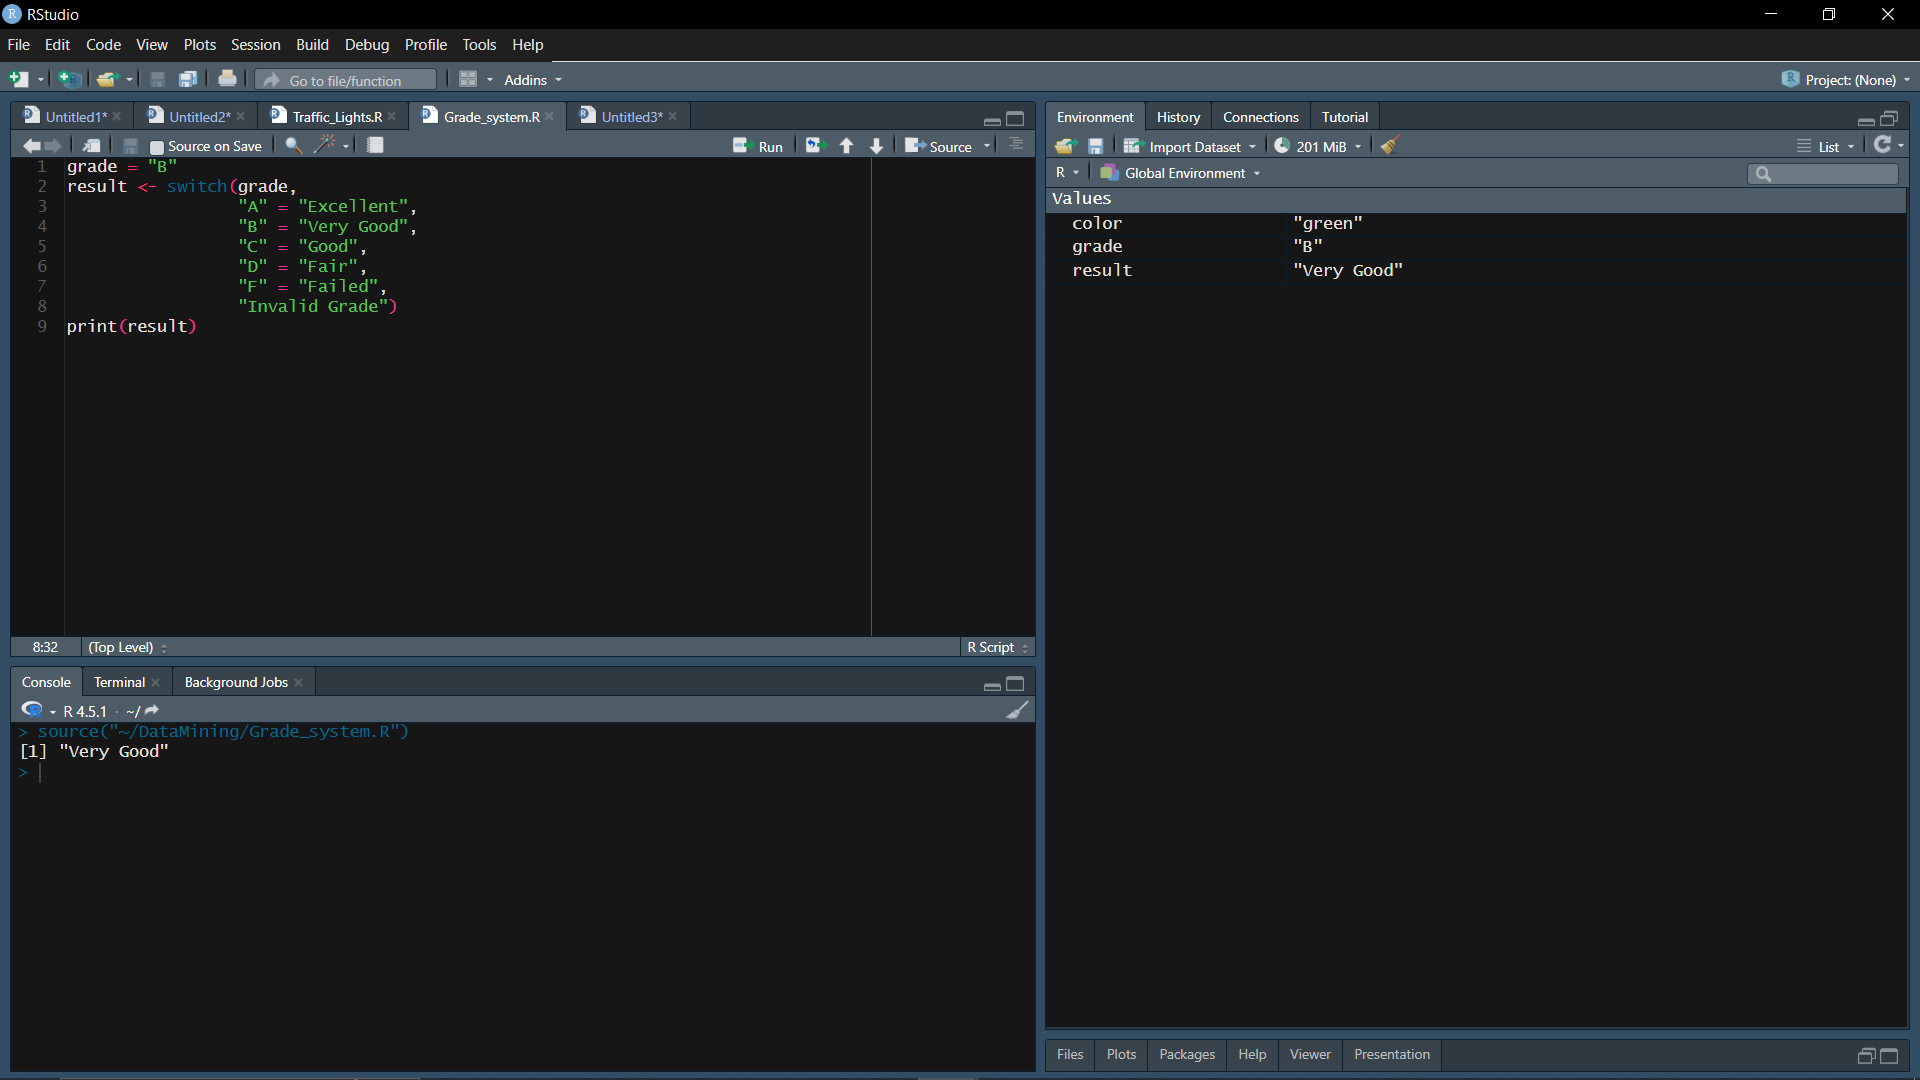 RStudio
File Edit Code View Plots Session Build Debug Profile Tools Help
Go to file/function Addins Project: (None)
Untitled1* Untitled2* Traffic_Lights.R Grade_system.R Untitled3*
Source on Save Run Source
1 grade = "B"
2 result <- switch(grade,
3 "A" = "Excellent",
4 "B" = "Very Good",
5 "C" = "Good",
6 "D" = "Fair",
7 "F" = "Failed",
8 "Invalid Grade")
9 print(result)
8:32 (Top Level) R Script
Console Terminal Background Jobs
R 4.5.1 · ~/
> source("~/DataMining/Grade_system.R")
[1] "Very Good"
>
Environment History Connections Tutorial
Import Dataset 201 MiB List
R Global Environment
Values
color "green"
grade "B"
result "Very Good"
Files Plots Packages Help Viewer Presentation